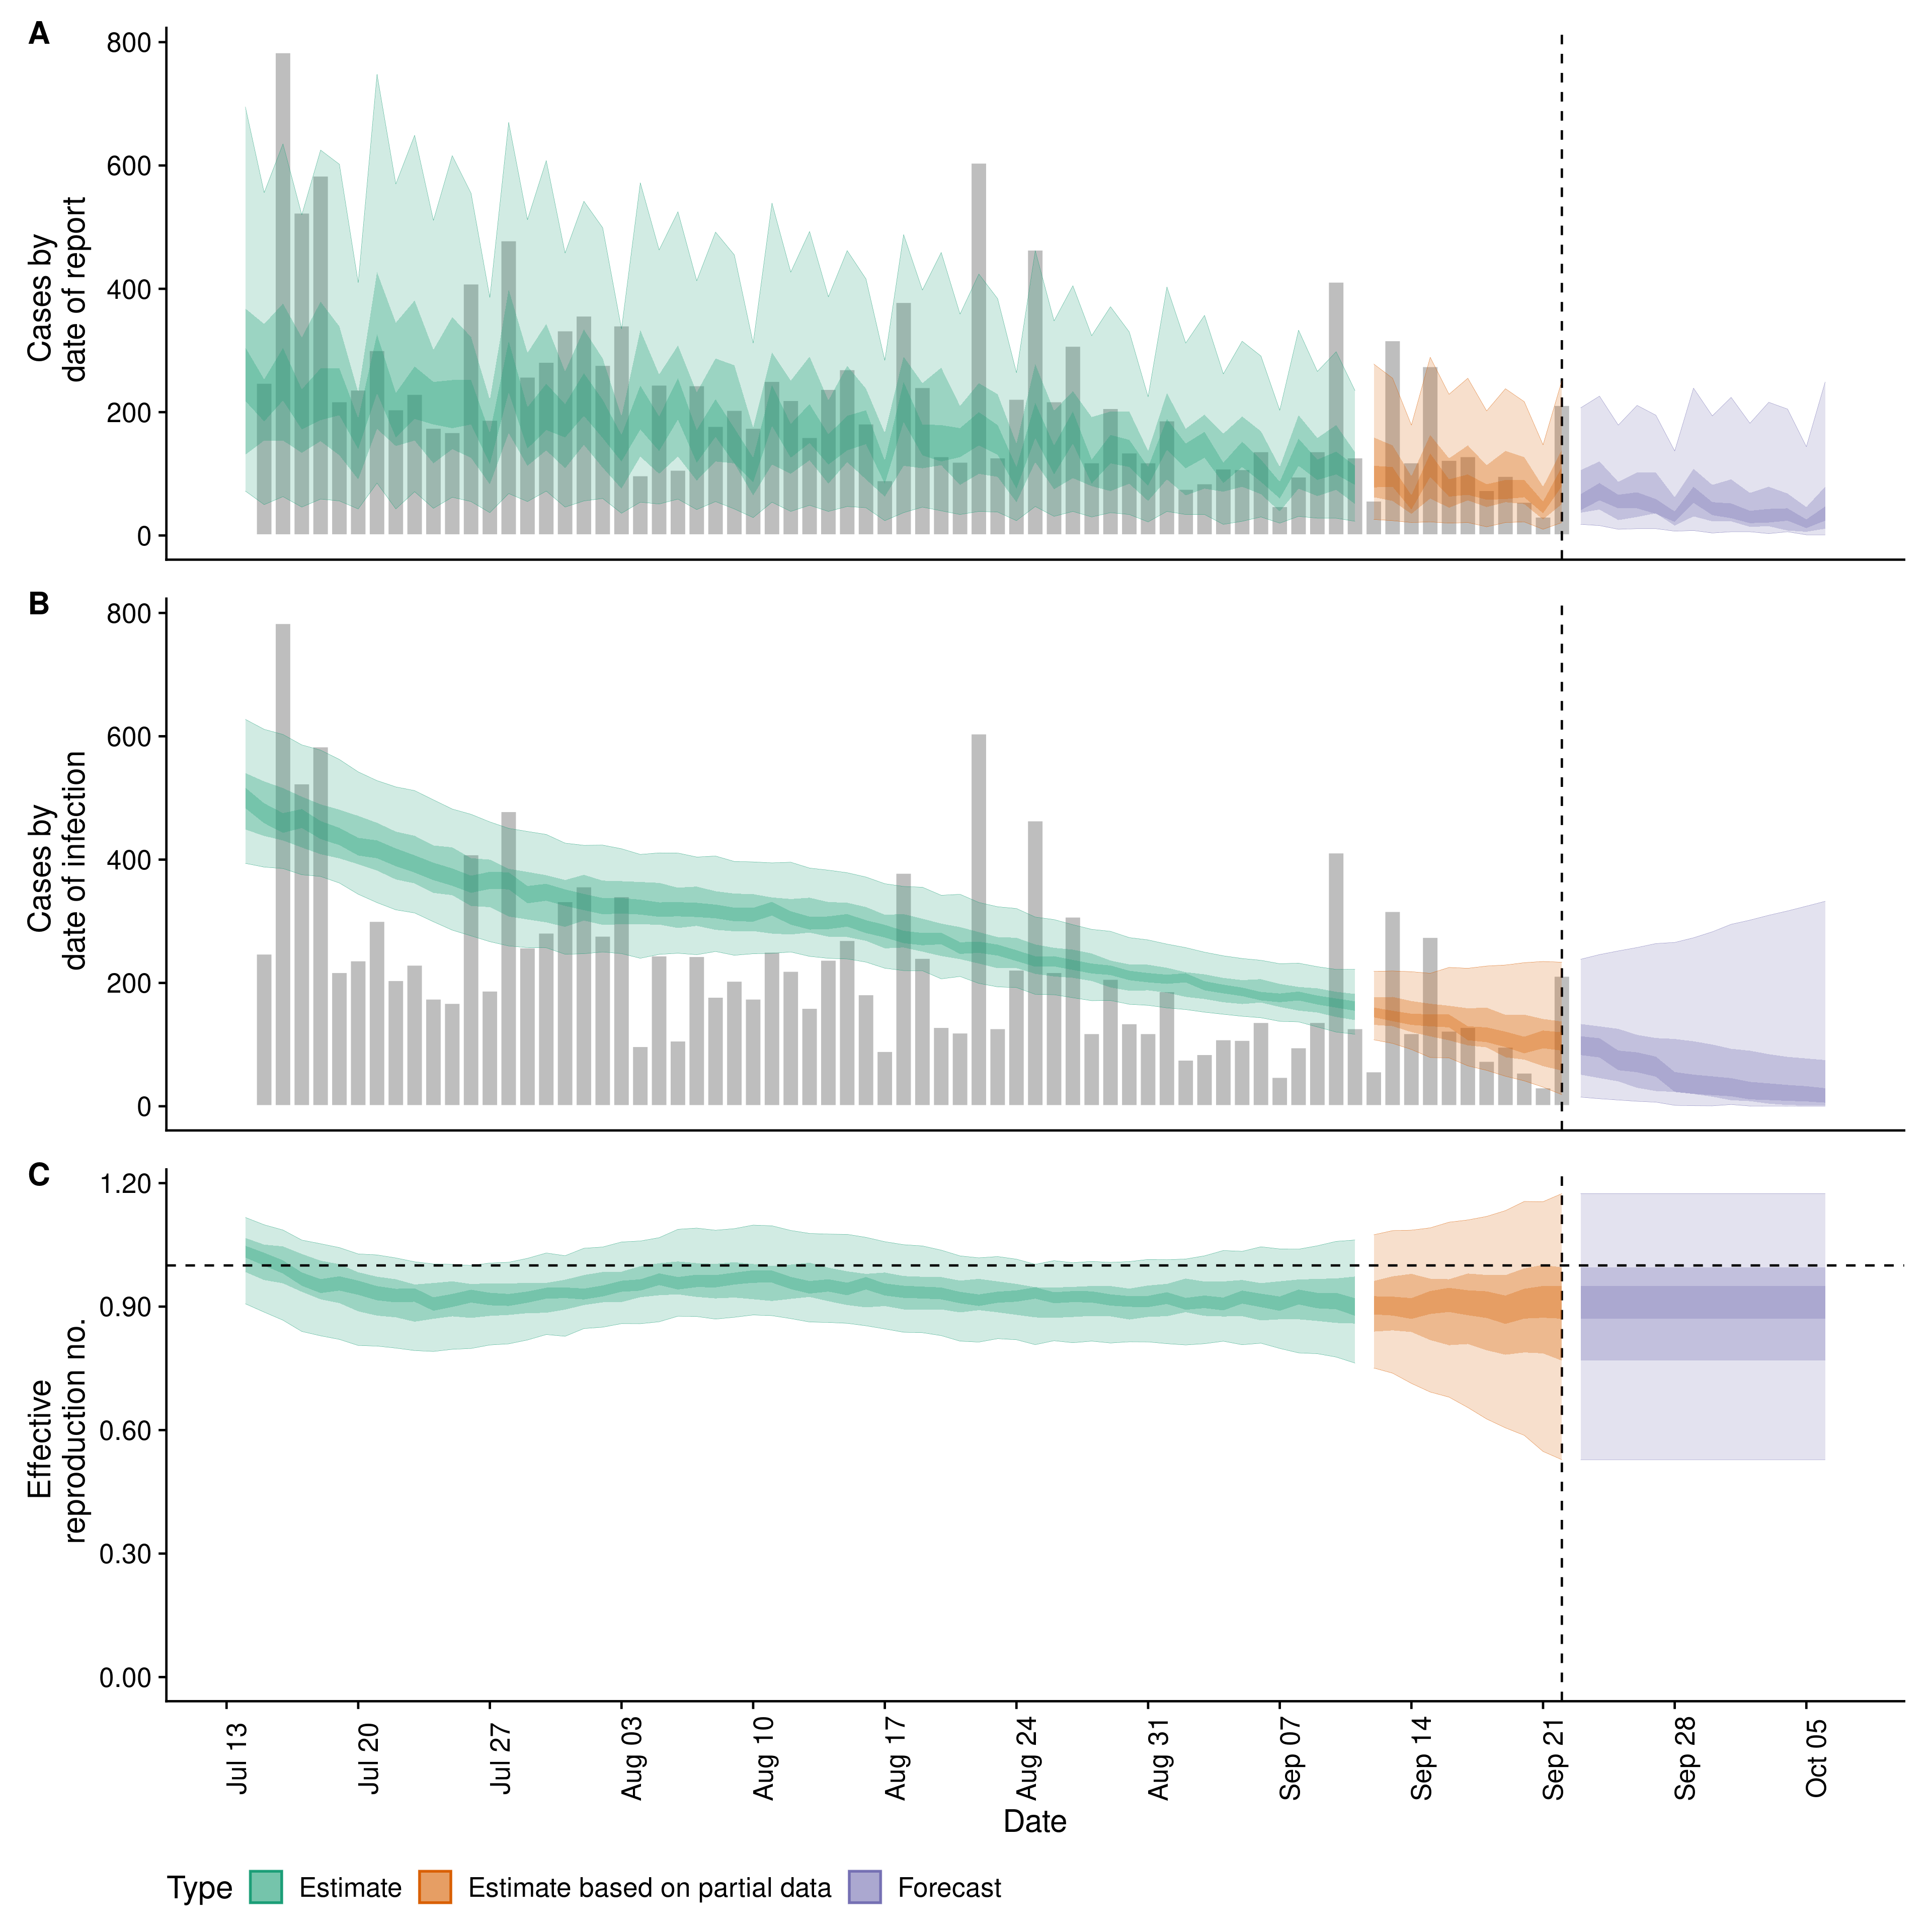 A
800
600
400
200
0
Cases by
date of report
B
800
600
400
200
0
Cases by
date of infection
C
1.20
0.90
0.60
0.30
0.00
Effective
reproduction no.
Jul 13
Jul 20
Jul 27
Aug 03
Aug 10
Aug 17
Aug 24
Aug 31
Sep 07
Sep 14
Sep 21
Sep 28
Oct 05
Date
Type Estimate Estimate based on partial data Forecast